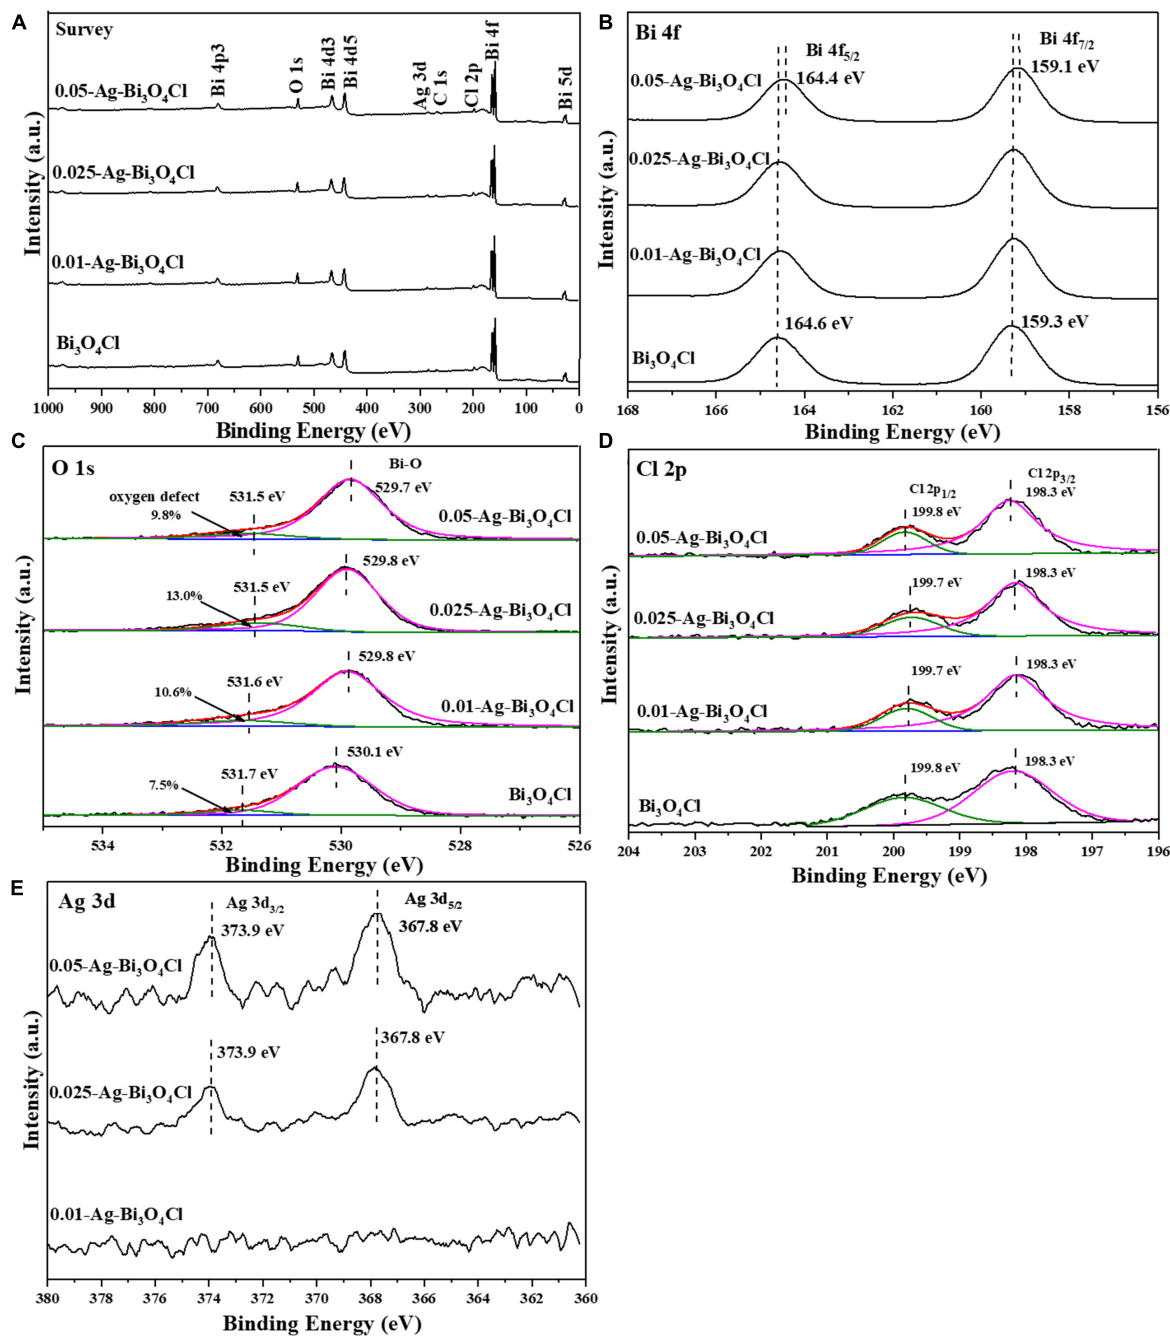 A
Survey
Bi 4p3
O 1s
Bi 4d3
Bi 4d5
Ag 3d
C 1s
Cl 2p
Bi 4f
Bi 5d
0.05-Ag-Bi₃O₄Cl
0.025-Ag-Bi₃O₄Cl
0.01-Ag-Bi₃O₄Cl
Bi₃O₄Cl
Intensity (a.u.)
1000 900 800 700 600 500 400 300 200 100 0
Binding Energy (eV)
B
Bi 4f
Bi 4f₅/₂
164.4 eV
Bi 4f₇/₂
159.1 eV
0.05-Ag-Bi₃O₄Cl
0.025-Ag-Bi₃O₄Cl
0.01-Ag-Bi₃O₄Cl
164.6 eV
159.3 eV
Bi₃O₄Cl
Intensity (a.u.)
168 166 164 162 160 158 156
Binding Energy (eV)
C
O 1s
Bi-O
oxygen defect
9.8%
531.5 eV
529.7 eV
0.05-Ag-Bi₃O₄Cl
529.8 eV
531.5 eV
13.0%
0.025-Ag-Bi₃O₄Cl
529.8 eV
531.6 eV
10.6%
0.01-Ag-Bi₃O₄Cl
530.1 eV
531.7 eV
7.5%
Bi₃O₄Cl
Intensity (a.u.)
534 532 530 528 526
Binding Energy (eV)
D
Cl 2p
Cl 2p₁/₂
199.8 eV
Cl 2p₃/₂
198.3 eV
0.05-Ag-Bi₃O₄Cl
199.7 eV
198.3 eV
0.025-Ag-Bi₃O₄Cl
199.7 eV
198.3 eV
0.01-Ag-Bi₃O₄Cl
199.8 eV
198.3 eV
Bi₃O₄Cl
Intensity (a.u.)
204 203 202 201 200 199 198 197 196
Binding Energy (eV)
E
Ag 3d
Ag 3d₃/₂
373.9 eV
Ag 3d₅/₂
367.8 eV
0.05-Ag-Bi₃O₄Cl
373.9 eV
367.8 eV
0.025-Ag-Bi₃O₄Cl
0.01-Ag-Bi₃O₄Cl
Intensity (a.u.)
380 378 376 374 372 370 368 366 364 362 360
Binding Energy (eV)